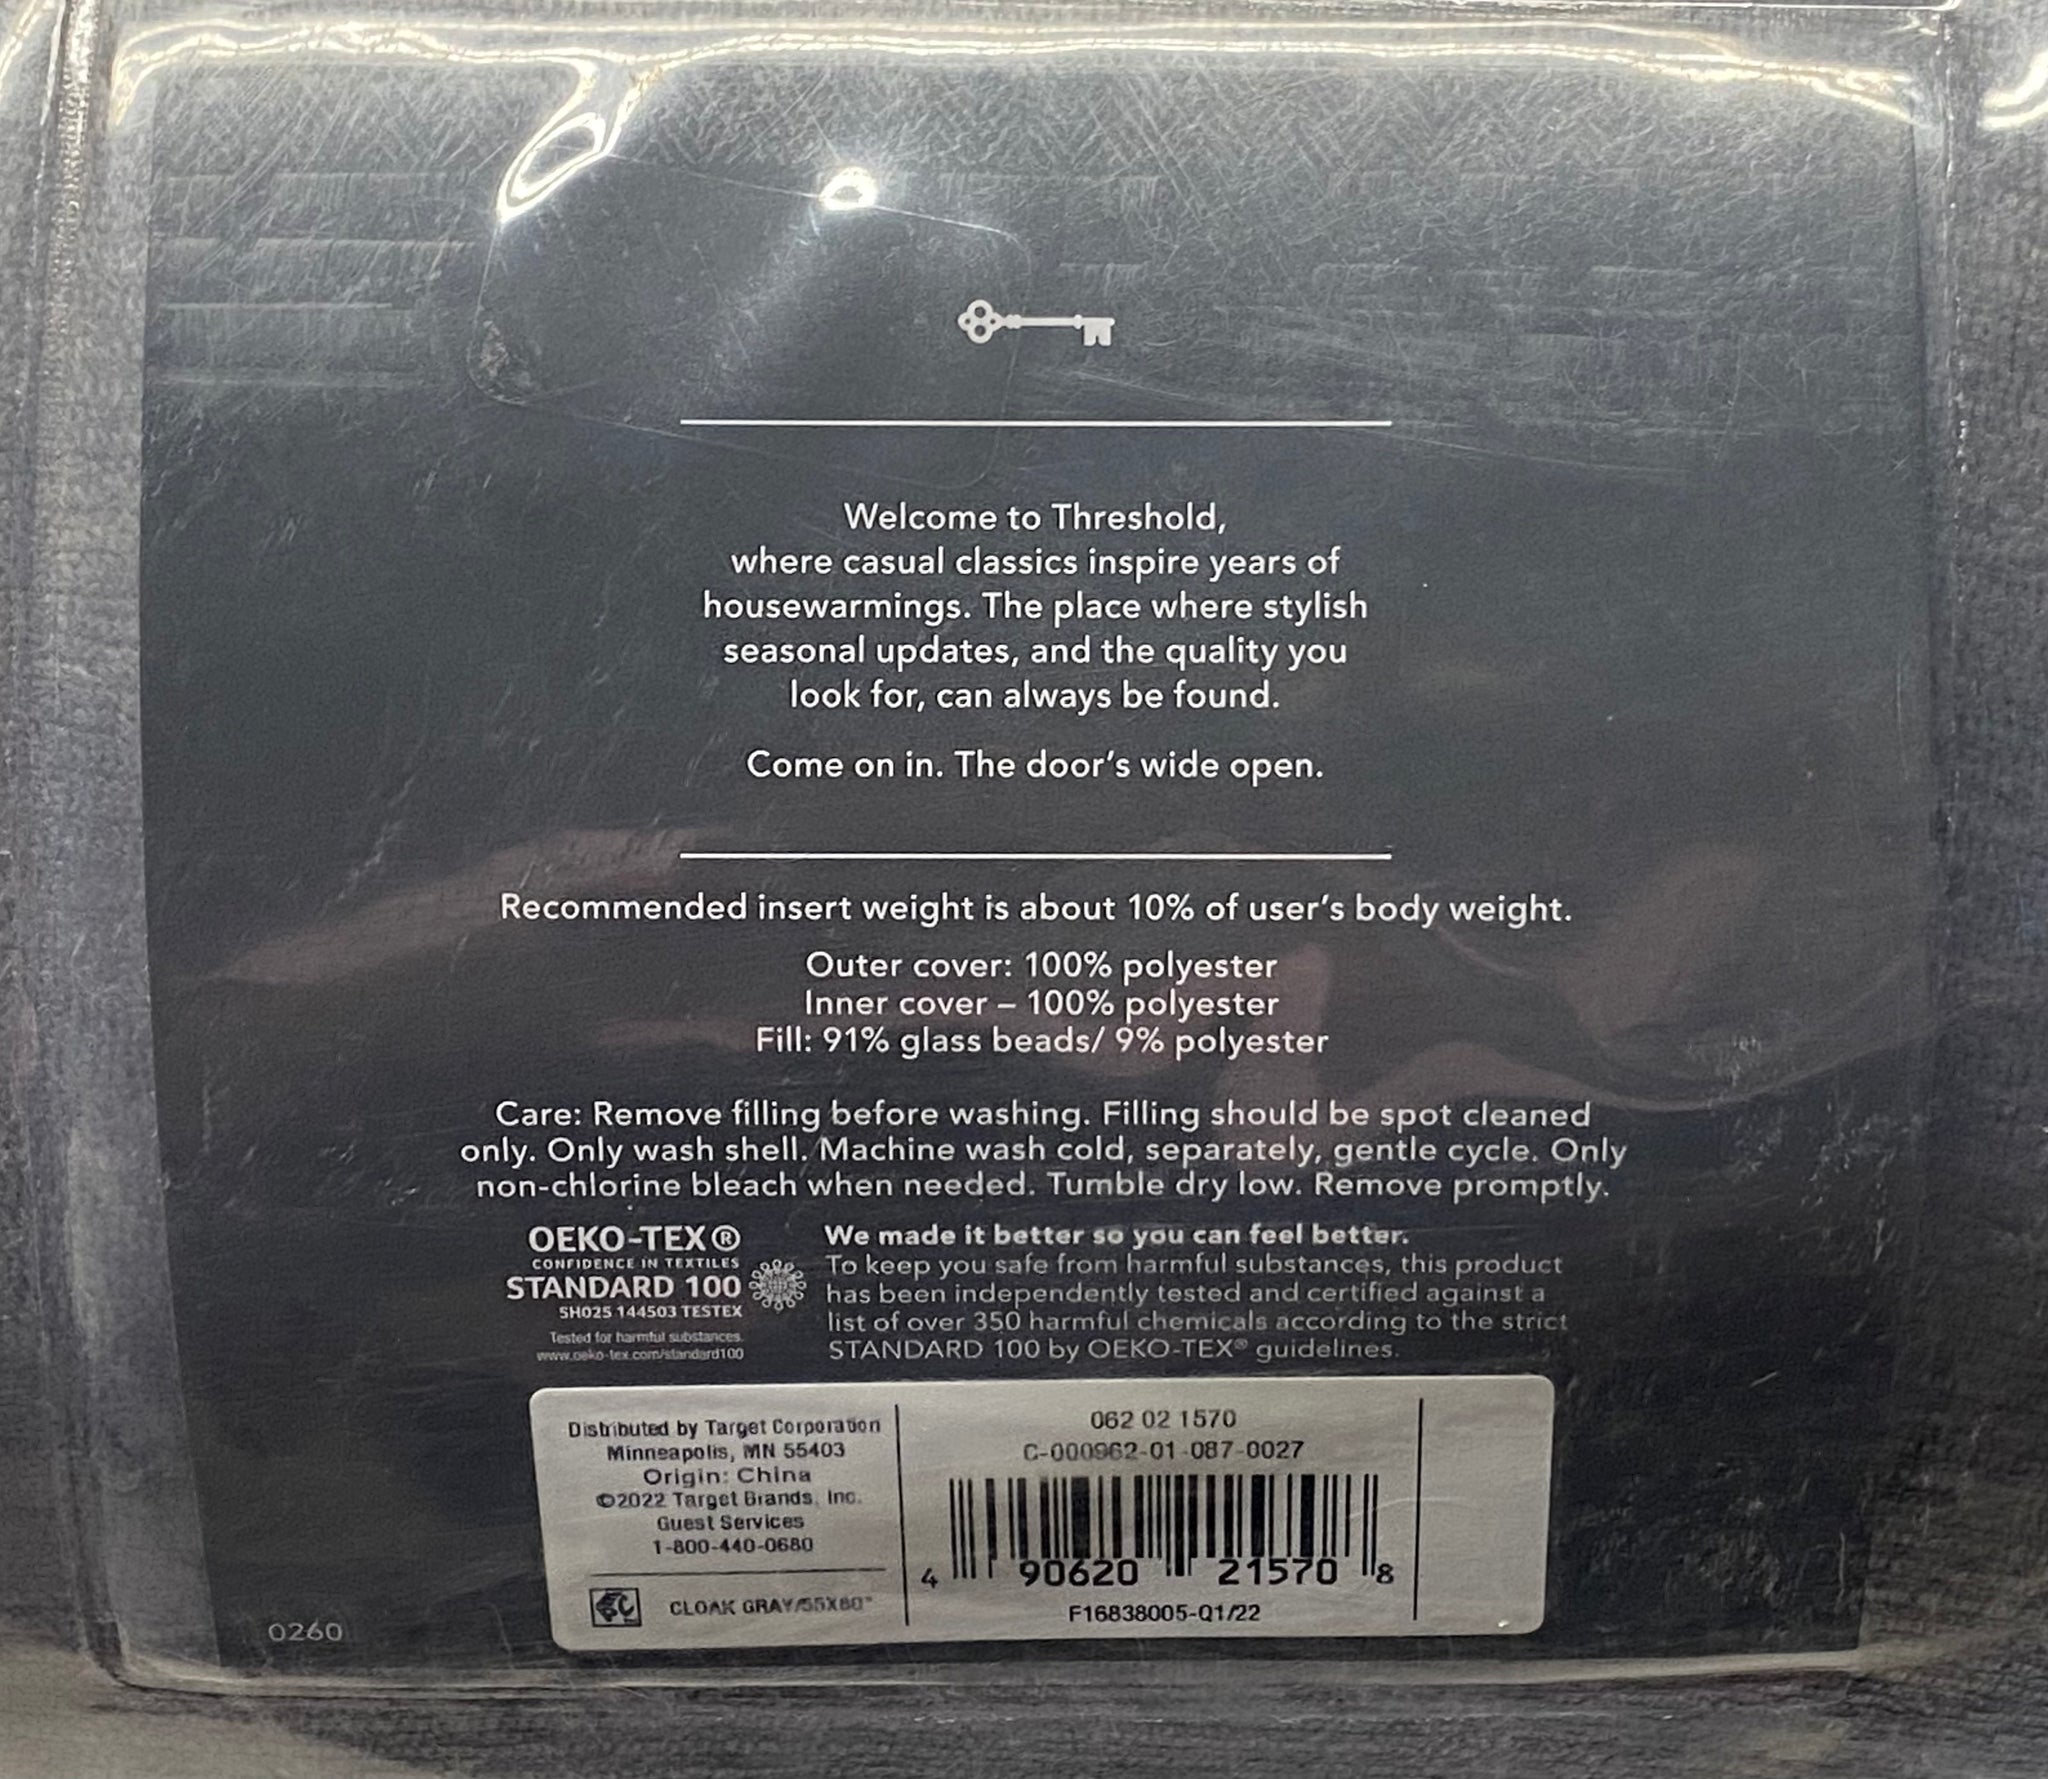 Welcome to Threshold,
where casual classics inspire years of
housewarmings. The place where stylish
seasonal updates, and the quality you
look for, can always be found.
Come on in. The door's wide open.
Recommended insert weight is about 10% of user's body weight.
Outer cover: 100% polyester
Inner cover – 100% polyester
Fill: 91% glass beads/ 9% polyester
Care: Remove filling before washing. Filling should be spot cleaned
only. Only wash shell. Machine wash cold, separately, gentle cycle. Only
non-chlorine bleach when needed. Tumble dry low. Remove promptly.
OEKO-TEX®
CONFIDENCE IN TEXTILES
STANDARD 100
SH025 144503 TESTEX
Tested for harmful substances.
www.oeko-tex.com/standard100
We made it better so you can feel better.
To keep you safe from harmful substances, this product
has been independently tested and certified against a
list of over 350 harmful chemicals according to the strict
STANDARD 100 by OEKO-TEX® guidelines.
Distributed by Target Corporation
Minneapolis, MN 55403
Origin: China
©2022 Target Brands, Inc.
Guest Services
1-800-440-0680
CLOAK GRAY/55X80"
062 02 1570
C-000962-01-087-0027
4 90620 21570 8
F16838005-Q1/22
0260